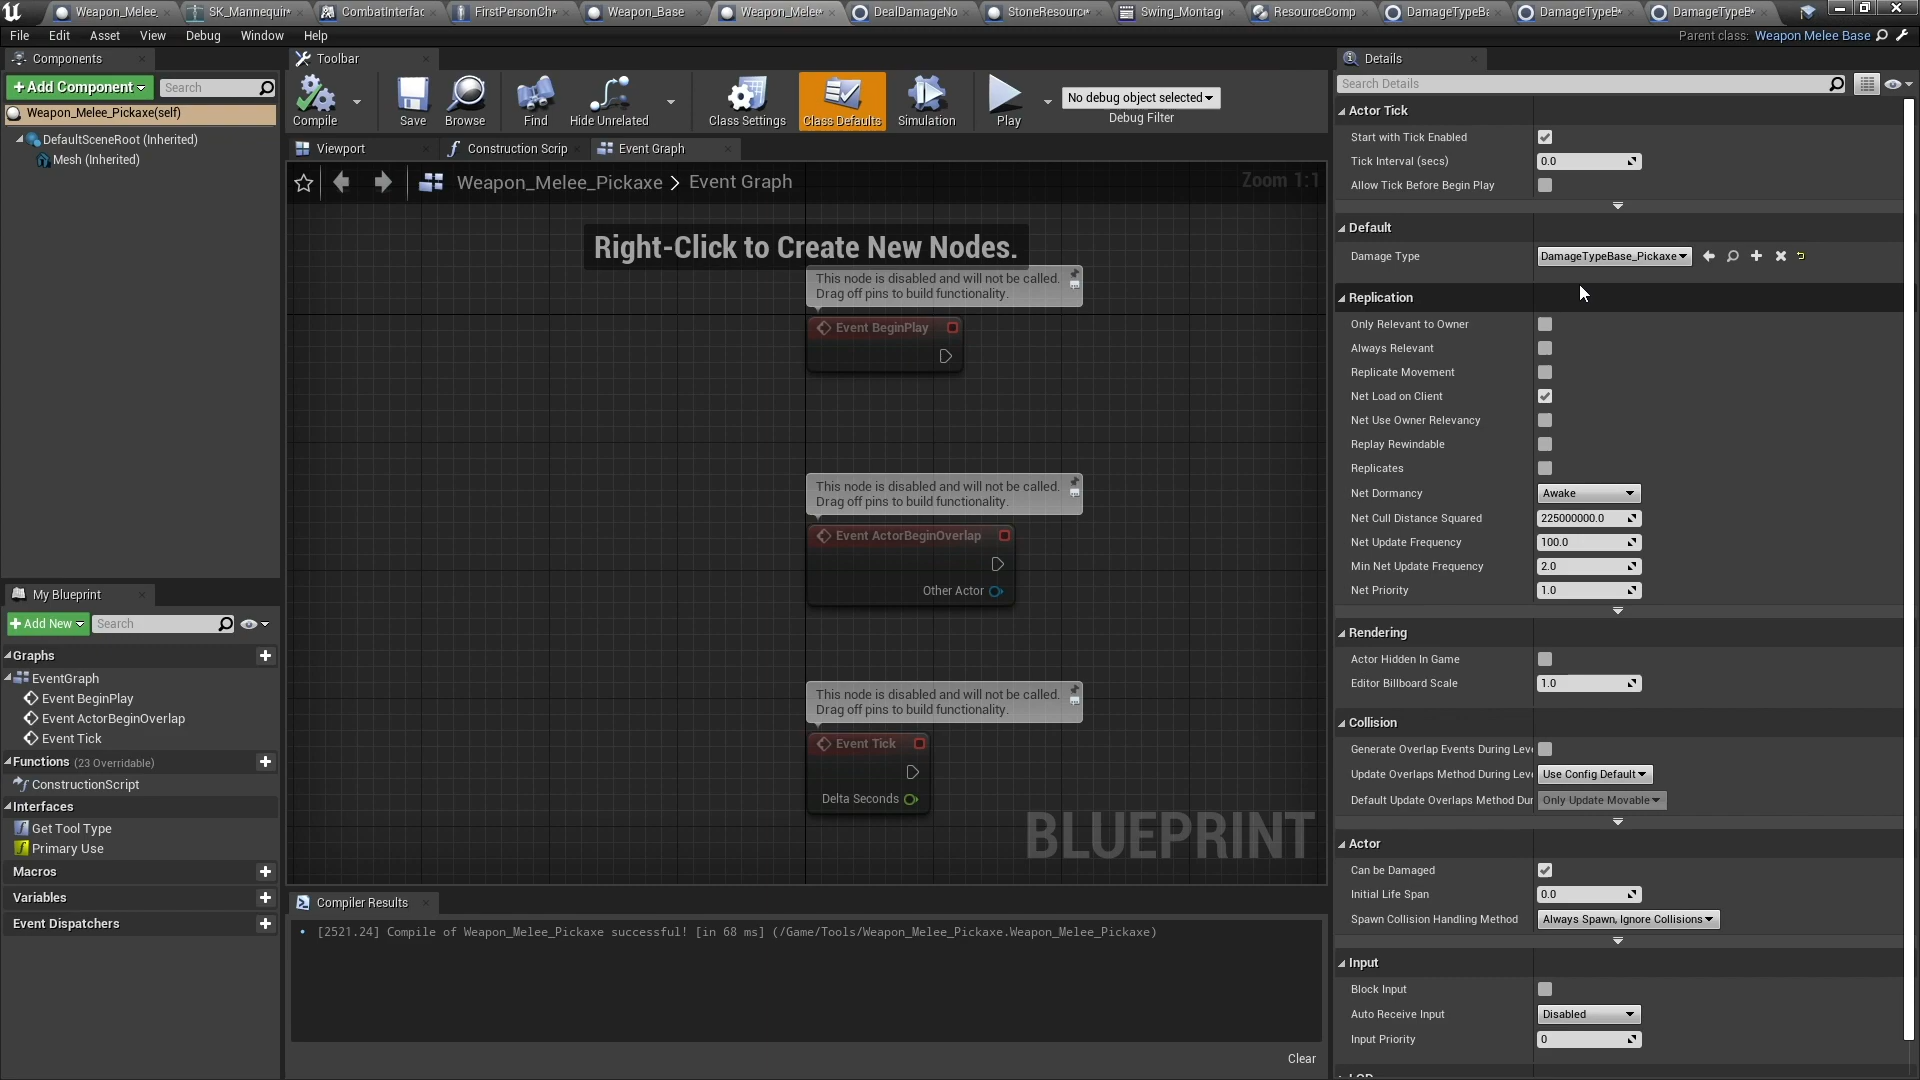 Weapon_Melee_
SK_Mannequin*
CombatInterfac
FirstPersonCh*
Weapon_Base
Weapon_Melee*
DealDamageNo
StoneResource*
Swing_Montage
ResourceComp
DamageTypeBa
DamageTypeB*
DamageTypeB*
File Edit Asset View Debug Window Help
Parent class: Weapon Melee Base
Components
Toolbar
Details
+Add Component
Search
Weapon_Melee_Pickaxe(self)
DefaultSceneRoot (Inherited)
Mesh (Inherited)
Compile
Save
Browse
Find
Hide Unrelated
Class Settings
Class Defaults
Simulation
Play
No debug object selected
Debug Filter
Viewport
Construction Scrip
Event Graph
Weapon_Melee_Pickaxe > Event Graph
Zoom 1:1
Right-Click to Create New Nodes.
This node is disabled and will not be called.
Drag off pins to build functionality.
Event BeginPlay
This node is disabled and will not be called.
Drag off pins to build functionality.
Event ActorBeginOverlap
Other Actor
This node is disabled and will not be called.
Drag off pins to build functionality.
Event Tick
Delta Seconds
BLUEPRINT
My Blueprint
+Add New
Search
Graphs
EventGraph
Event BeginPlay
Event ActorBeginOverlap
Event Tick
Functions (23 Overridable)
ConstructionScript
Interfaces
Get Tool Type
Primary Use
Macros
Variables
Event Dispatchers
Compiler Results
• [2521.24] Compile of Weapon_Melee_Pickaxe successful! [in 68 ms] (/Game/Tools/Weapon_Melee_Pickaxe.Weapon_Melee_Pickaxe)
Clear
Search Details
Actor Tick
Start with Tick Enabled
Tick Interval (secs) 0.0
Allow Tick Before Begin Play
Default
Damage Type DamageTypeBase_Pickaxe
Replication
Only Relevant to Owner
Always Relevant
Replicate Movement
Net Load on Client
Net Use Owner Relevancy
Replay Rewindable
Replicates
Net Dormancy Awake
Net Cull Distance Squared 225000000.0
Net Update Frequency 100.0
Min Net Update Frequency 2.0
Net Priority 1.0
Rendering
Actor Hidden In Game
Editor Billboard Scale 1.0
Collision
Generate Overlap Events During Leve
Update Overlaps Method During Leve Use Config Default
Default Update Overlaps Method Dur Only Update Movable
Actor
Can be Damaged
Initial Life Span 0.0
Spawn Collision Handling Method Always Spawn, Ignore Collisions
Input
Block Input
Auto Receive Input Disabled
Input Priority 0